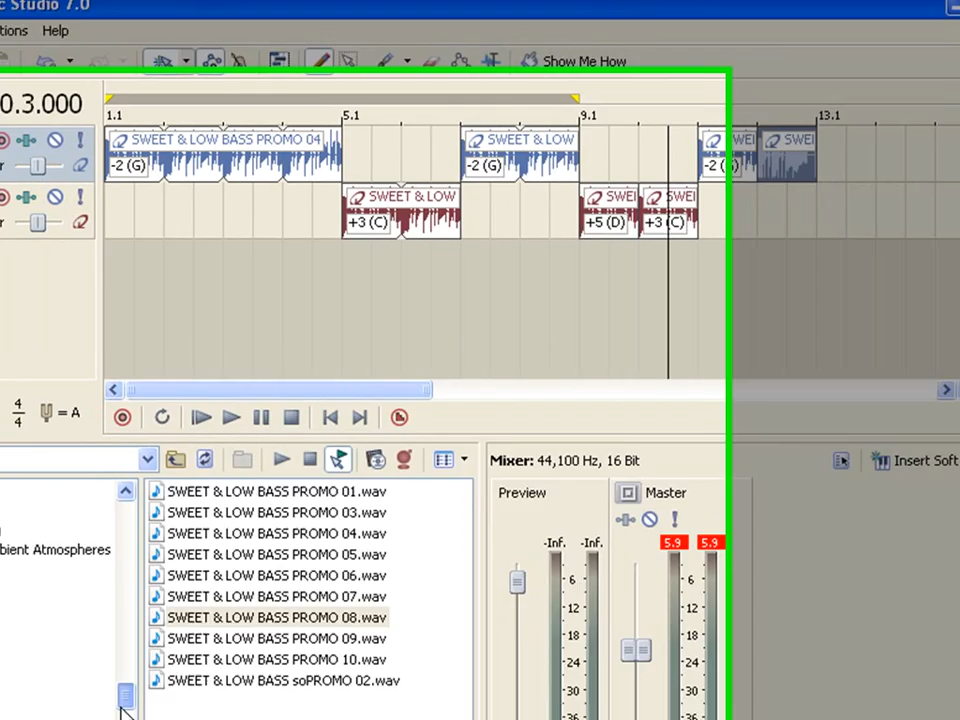 c Studio 7.0
tions Help
Show Me How
0.3.000
1.1 5.1 9.1 13.1
SWEET & LOW BASS PROMO 04 SWEET & LOW SWEI SWEI
-2 (G) -2 (G)
r
SWEET & LOW SWEI SWEI
+3 (C) +5 (D) +3 (C)
r
4
4 = A
Mixer: 44,100 Hz, 16 Bit Insert Soft
SWEET & LOW BASS PROMO 01.wav
SWEET & LOW BASS PROMO 03.wav
SWEET & LOW BASS PROMO 04.wav
SWEET & LOW BASS PROMO 05.wav
SWEET & LOW BASS PROMO 06.wav
SWEET & LOW BASS PROMO 07.wav
SWEET & LOW BASS PROMO 08.wav
SWEET & LOW BASS PROMO 09.wav
SWEET & LOW BASS PROMO 10.wav
SWEET & LOW BASS soPROMO 02.wav
bient Atmospheres
Preview Master
-Inf. -Inf. 5.9 5.9
6 6
12 12
18 18
24 24
30 30
36 36